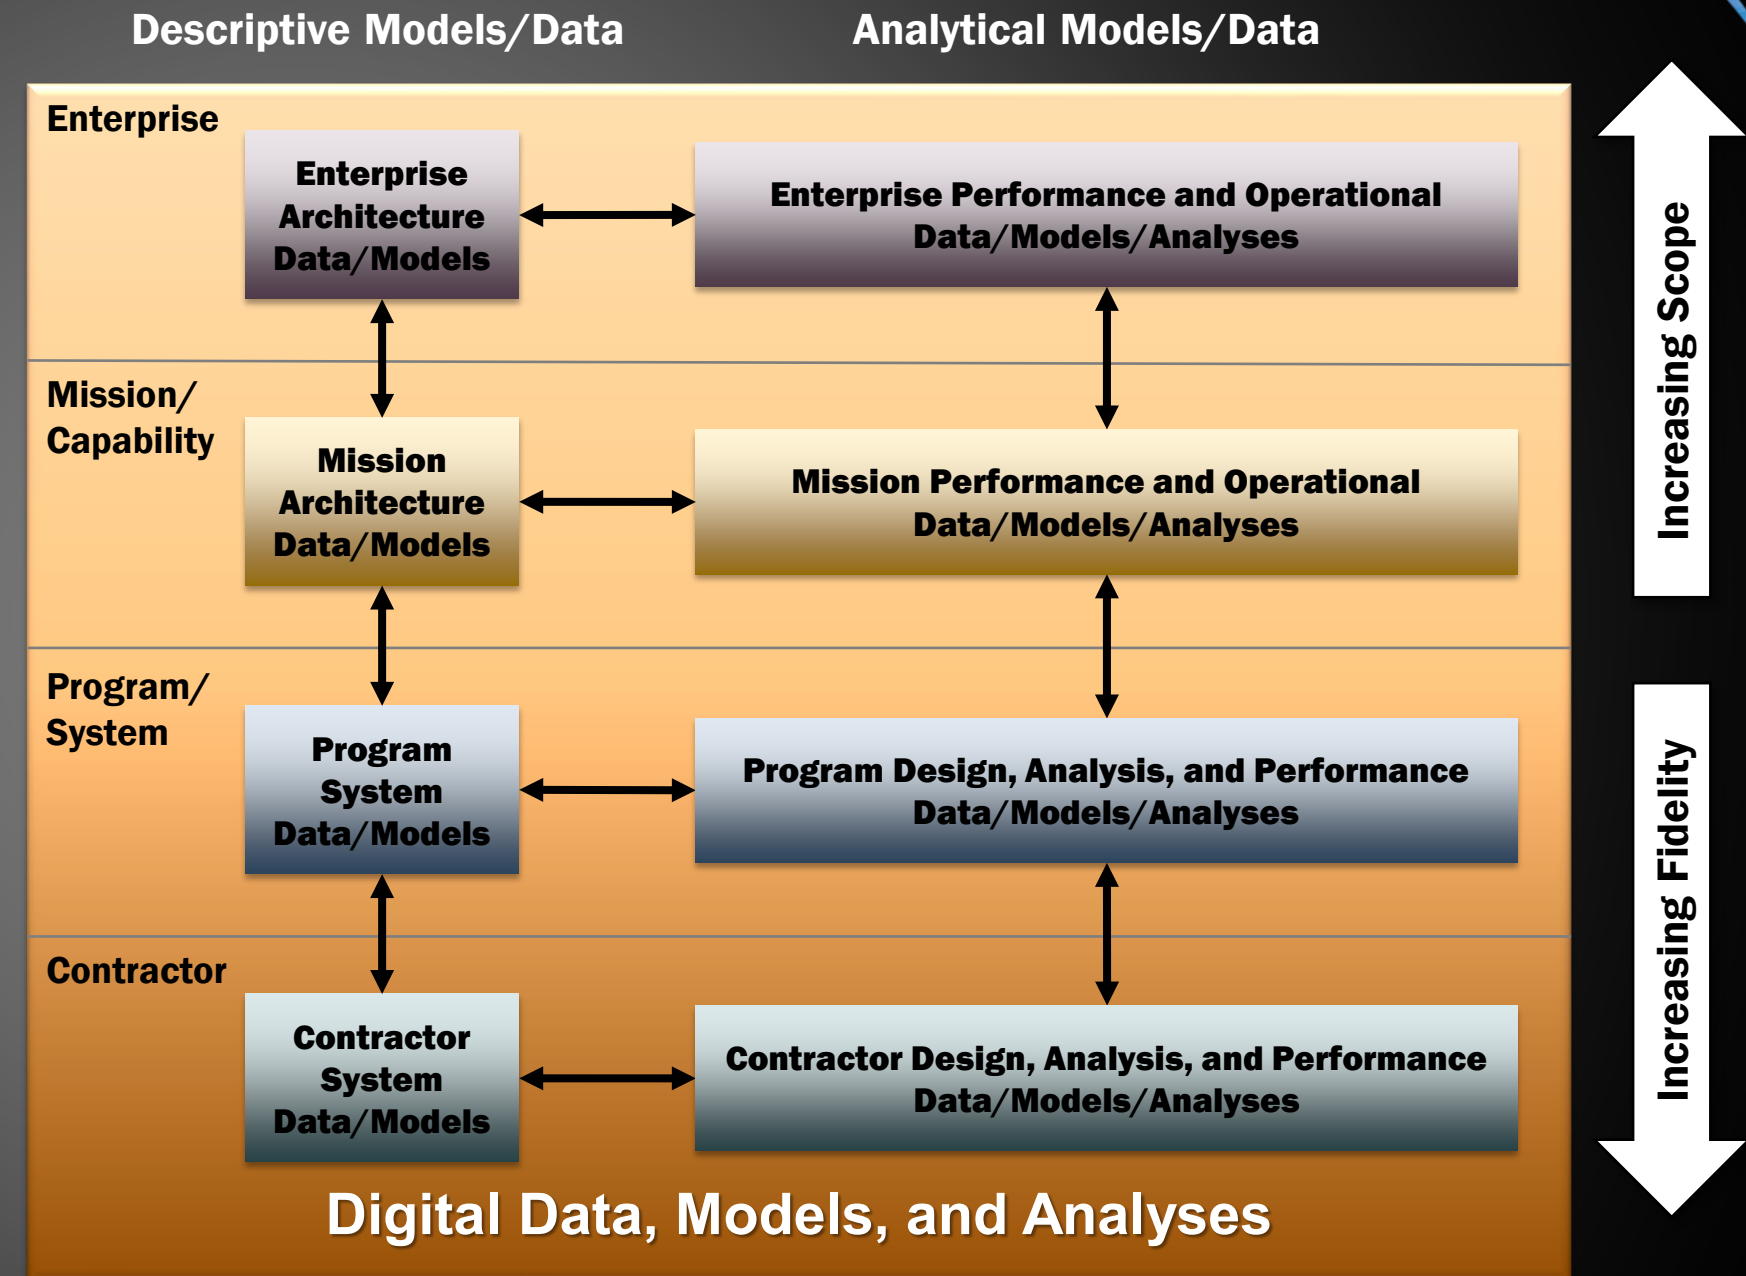 Descriptive Models/Data
Analytical Models/Data
Enterprise
Enterprise
Architecture
Data/Models
Enterprise Performance and Operational
Data/Models/Analyses
Mission/
Capability
Mission
Architecture
Data/Models
Mission Performance and Operational
Data/Models/Analyses
Program/
System
Program
System
Data/Models
Program Design, Analysis, and Performance
Data/Models/Analyses
Contractor
Contractor
System
Data/Models
Contractor Design, Analysis, and Performance
Data/Models/Analyses
Digital Data, Models, and Analyses
Increasing Scope
Increasing Fidelity